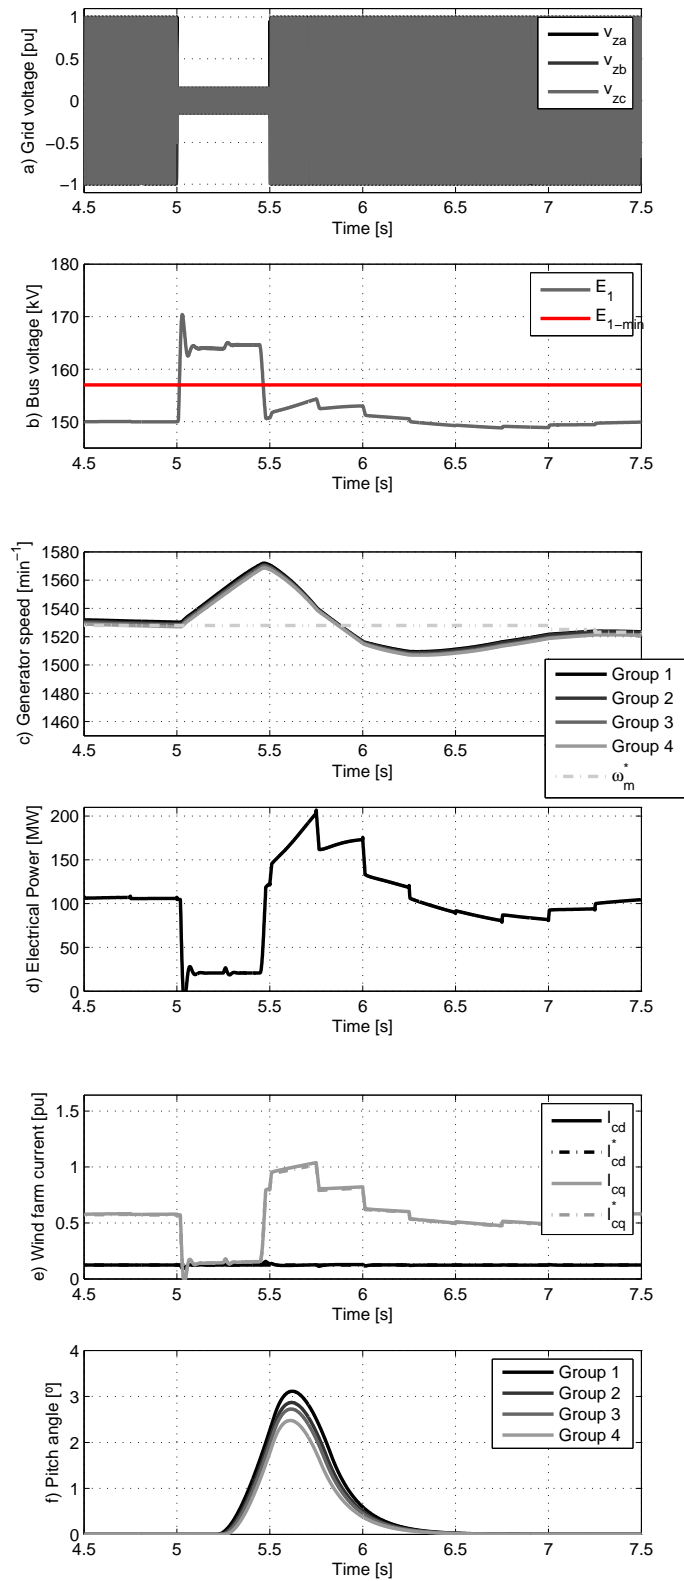 1
0.5
0
−0.5
−1
a) Grid voltage [pu]
v_za
v_zb
v_zc
4.5 5 5.5 6 6.5 7 7.5
Time [s]
180
170
160
150
b) Bus voltage [kV]
E_1
E_1−min
4.5 5 5.5 6 6.5 7 7.5
Time [s]
1580
1560
1540
1520
1500
1480
1460
c) Generator speed [min⁻¹]
Group 1
Group 2
Group 3
Group 4
ω_m^*
4.5 5 5.5 6 6.5 7 7.5
Time [s]
200
150
100
50
0
d) Electrical Power [MW]
4.5 5 5.5 6 6.5 7 7.5
Time [s]
1.5
1
0.5
0
e) Wind farm current [pu]
I_cd
I_cd^*
I_cq
I_cq^*
4.5 5 5.5 6 6.5 7 7.5
Time [s]
4
3
2
1
0
f) Pitch angle [º]
Group 1
Group 2
Group 3
Group 4
4.5 5 5.5 6 6.5 7 7.5
Time [s]